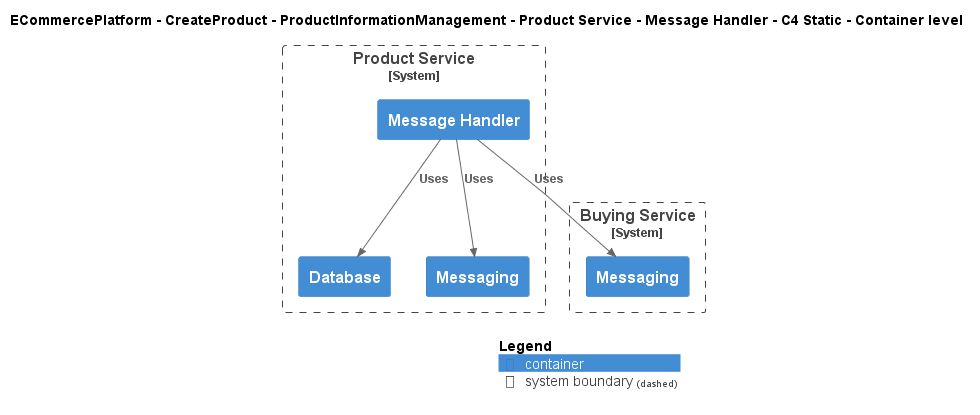 ECommercePlatform - CreateProduct - ProductInformationManagement - Product Service - Message Handler - C4 Static - Container level
Product Service
[System]
Message Handler
Uses
Uses
Uses
Buying Service
[System]
Database
Messaging
Messaging
Legend
container
system boundary (dashed)